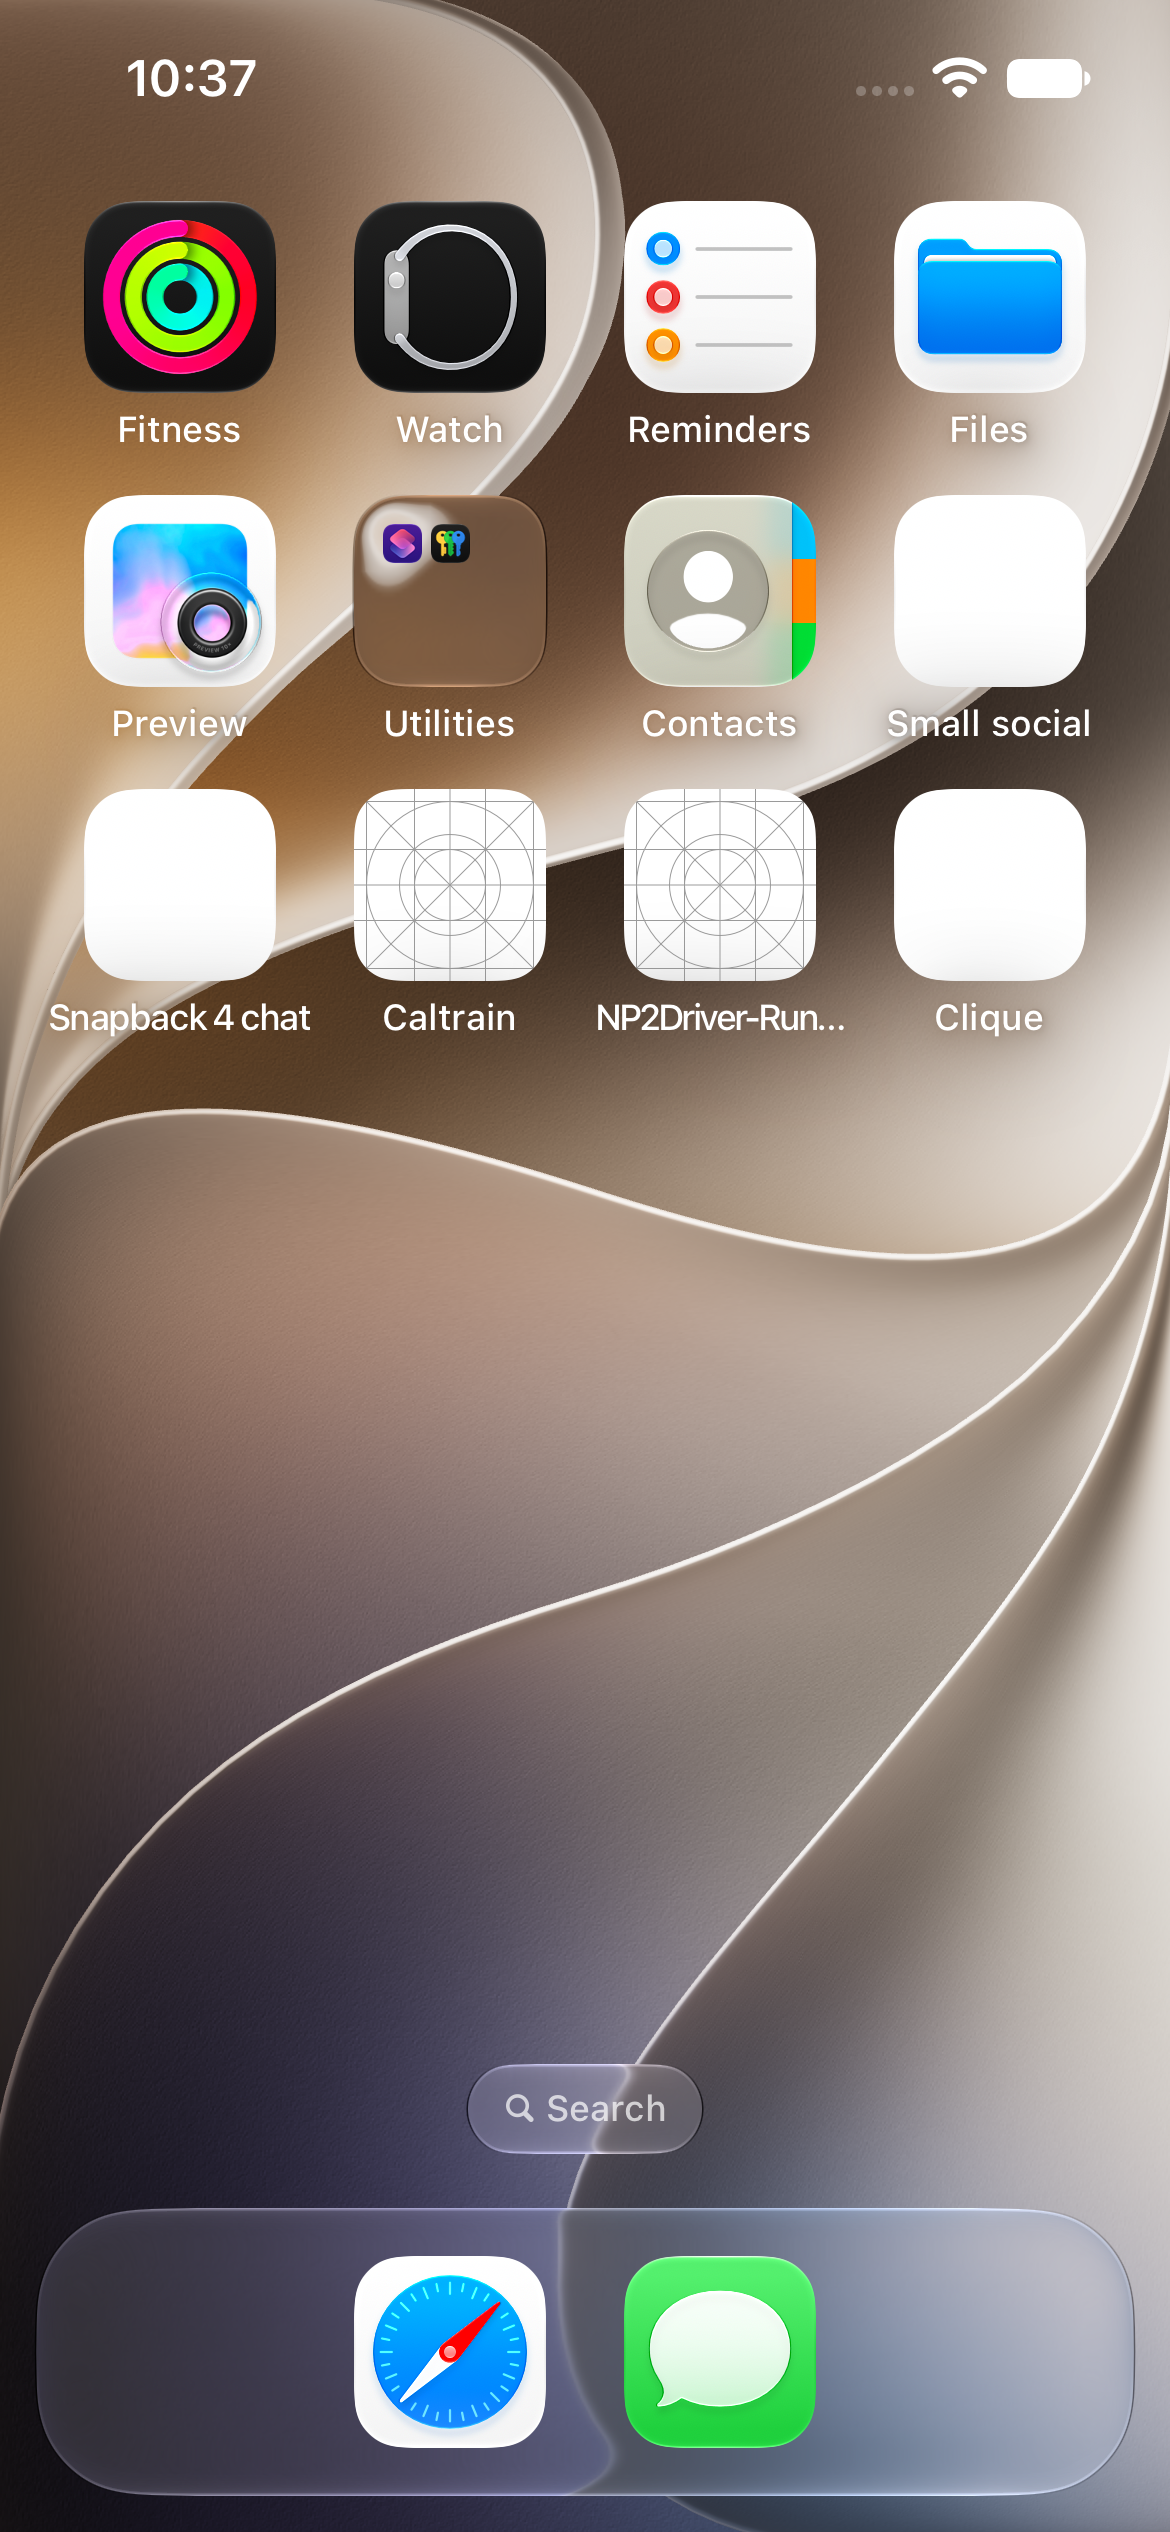 10:37
Fitness
Watch
Reminders
Files
Preview
Utilities
Contacts
Small social
Snapback 4 chat
Caltrain
NP2Driver-Run...
Clique
Search